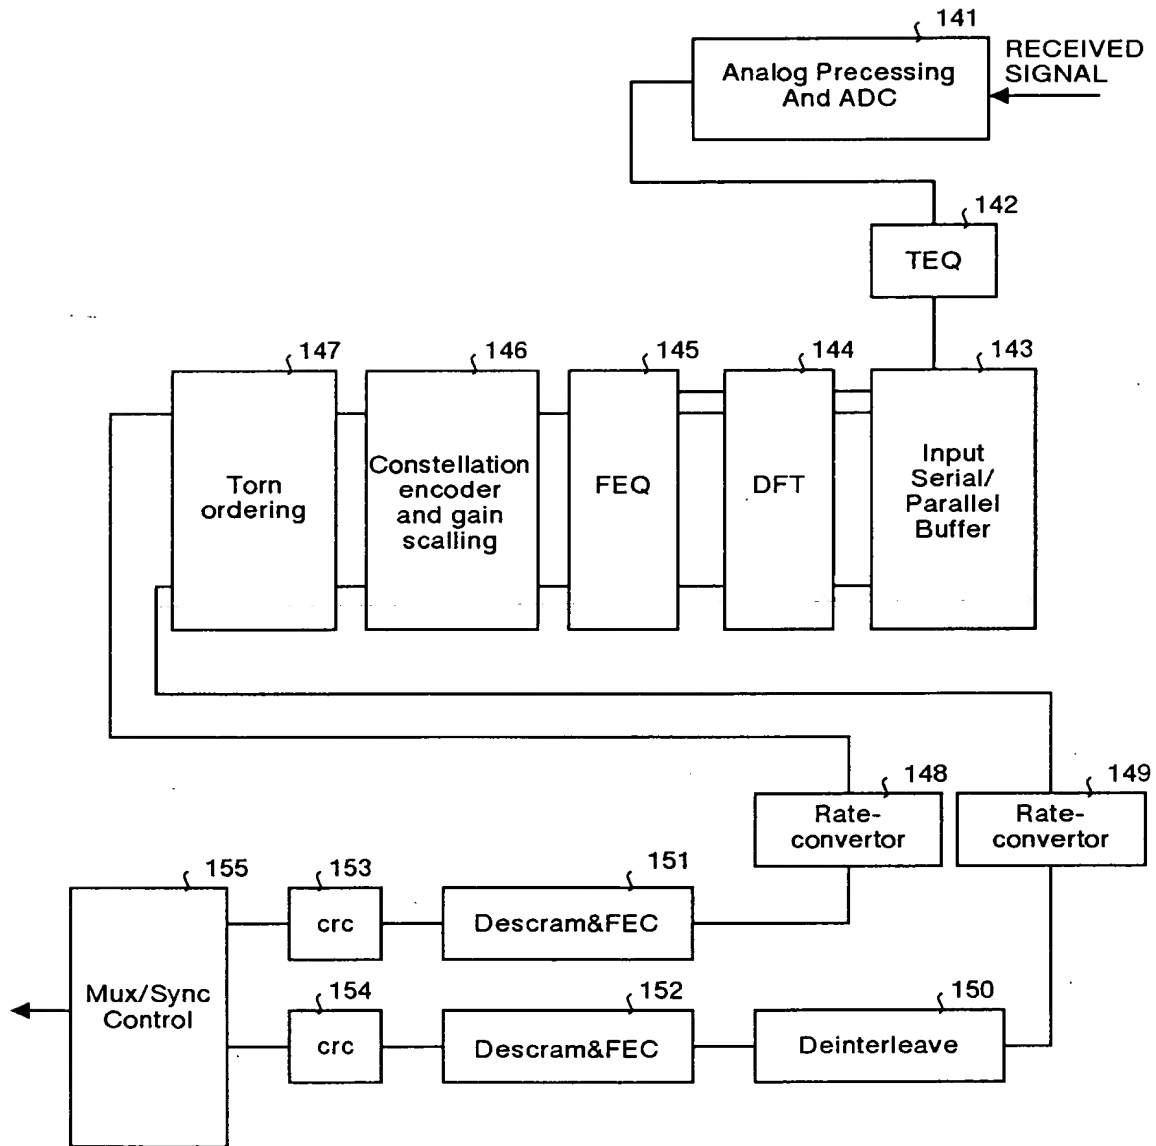 141
RECEIVED
SIGNAL
Analog Precessing
And ADC
142
TEQ
147
146
145
144
143
Torn
ordering
Constellation
encoder
and gain
scalling
FEQ
DFT
Input
Serial/
Parallel
Buffer
148
149
Rate-
convertor
Rate-
convertor
155
153
151
Mux/Sync
Control
crc
Descram&FEC
154
152
150
crc
Descram&FEC
Deinterleave